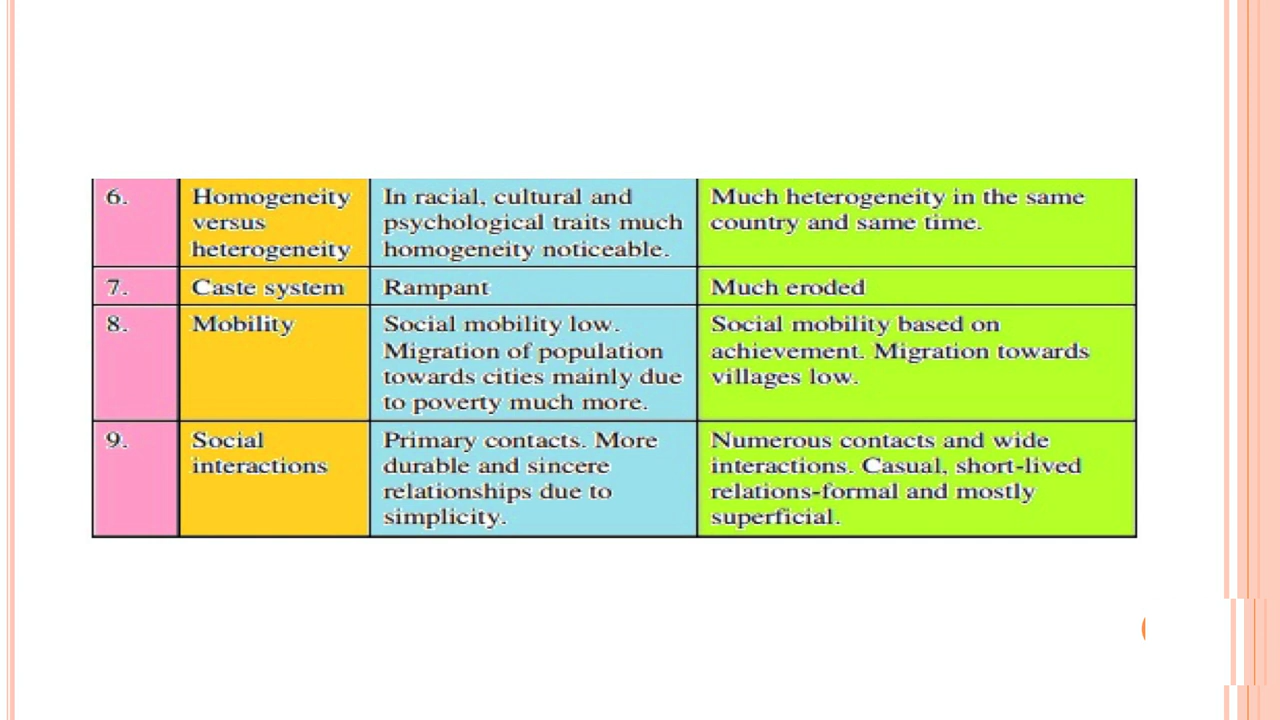 6.
Homogeneity
versus
heterogeneity
In racial, cultural and
psychological traits much
homogeneity noticeable.
Much heterogeneity in the same
country and same time.
7.
Caste system
Rampant
Much eroded
8.
Mobility
Social mobility low.
Migration of population
towards cities mainly due
to poverty much more.
Social mobility based on
achievement. Migration towards
villages low.
9.
Social
interactions
Primary contacts. More
durable and sincere
relationships due to
simplicity.
Numerous contacts and wide
interactions. Casual, short-lived
relations-formal and mostly
superficial.